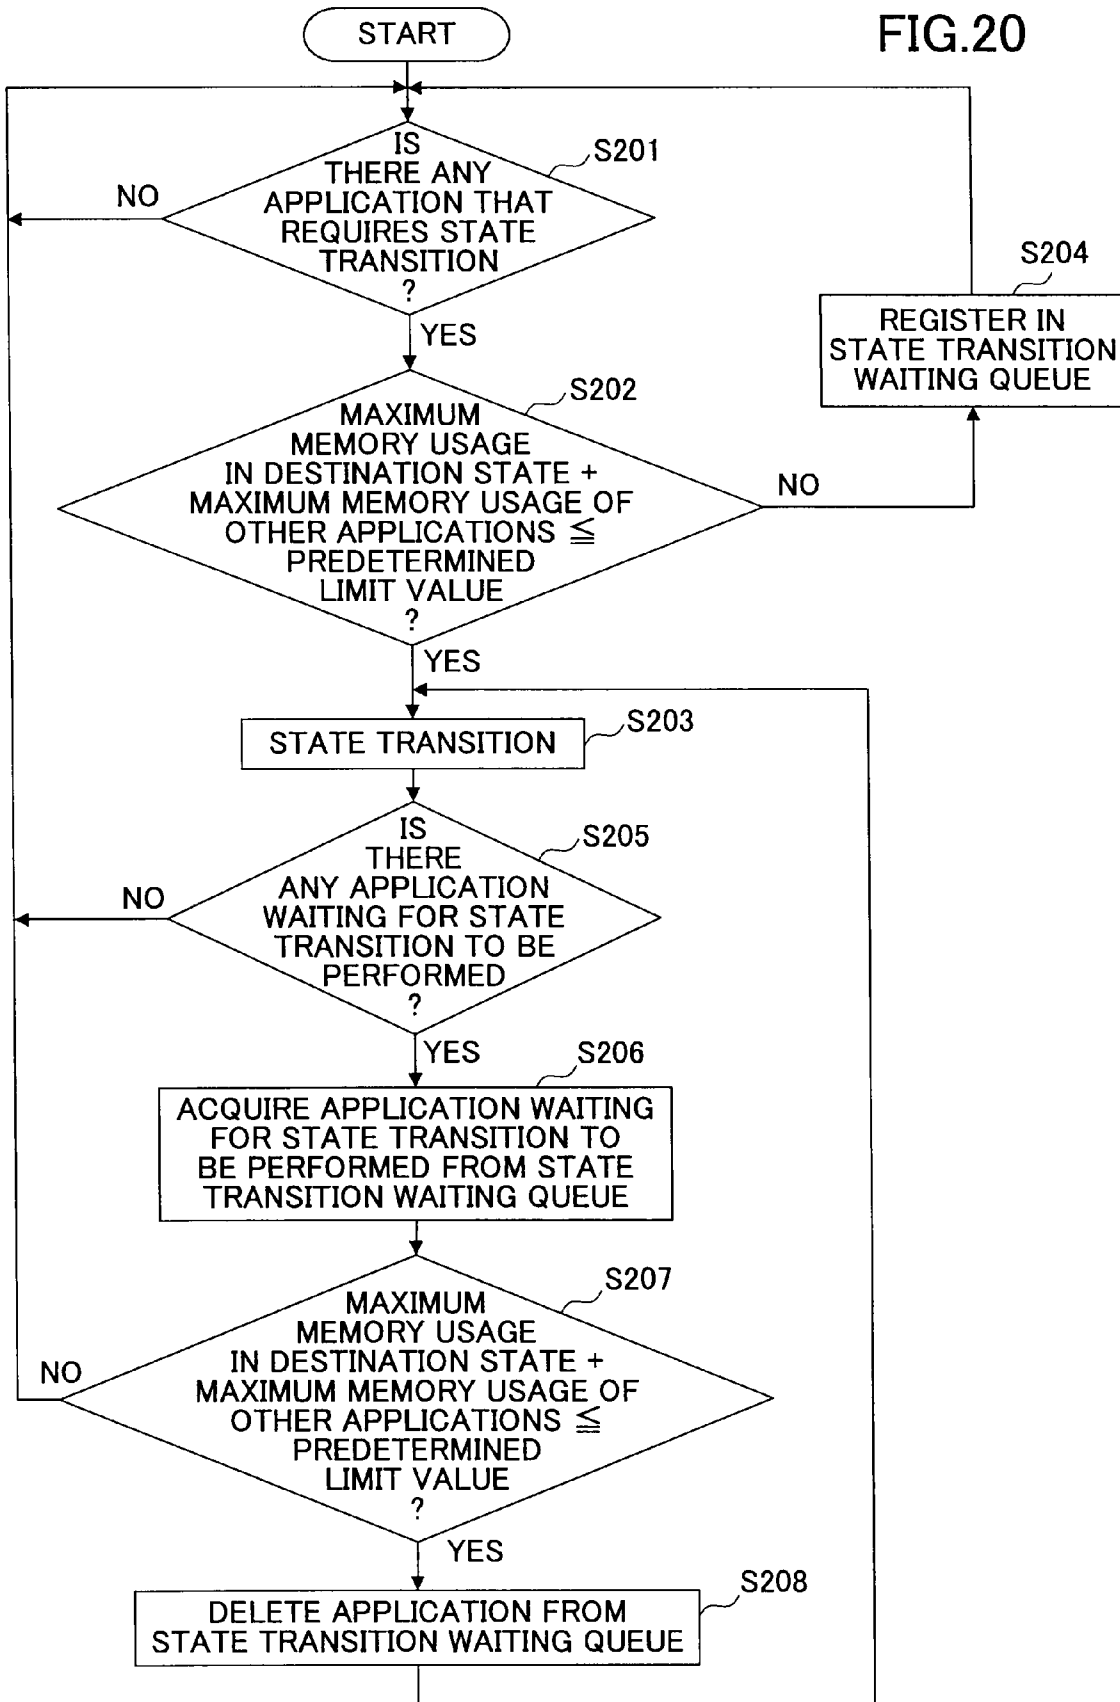 FIG.20
START
IS
THERE ANY
APPLICATION THAT
REQUIRES STATE
TRANSITION
?
S201
NO
YES
S204
REGISTER IN
STATE TRANSITION
WAITING QUEUE
S202
MAXIMUM
MEMORY USAGE
IN DESTINATION STATE +
MAXIMUM MEMORY USAGE OF
OTHER APPLICATIONS ≦
PREDETERMINED
LIMIT VALUE
?
NO
YES
S203
STATE TRANSITION
S205
IS
THERE
ANY APPLICATION
WAITING FOR STATE
TRANSITION TO BE
PERFORMED
?
NO
YES
S206
ACQUIRE APPLICATION WAITING
FOR STATE TRANSITION TO
BE PERFORMED FROM STATE
TRANSITION WAITING QUEUE
S207
MAXIMUM
MEMORY USAGE
IN DESTINATION STATE +
MAXIMUM MEMORY USAGE OF
OTHER APPLICATIONS ≦
PREDETERMINED
LIMIT VALUE
?
NO
YES
S208
DELETE APPLICATION FROM
STATE TRANSITION WAITING QUEUE